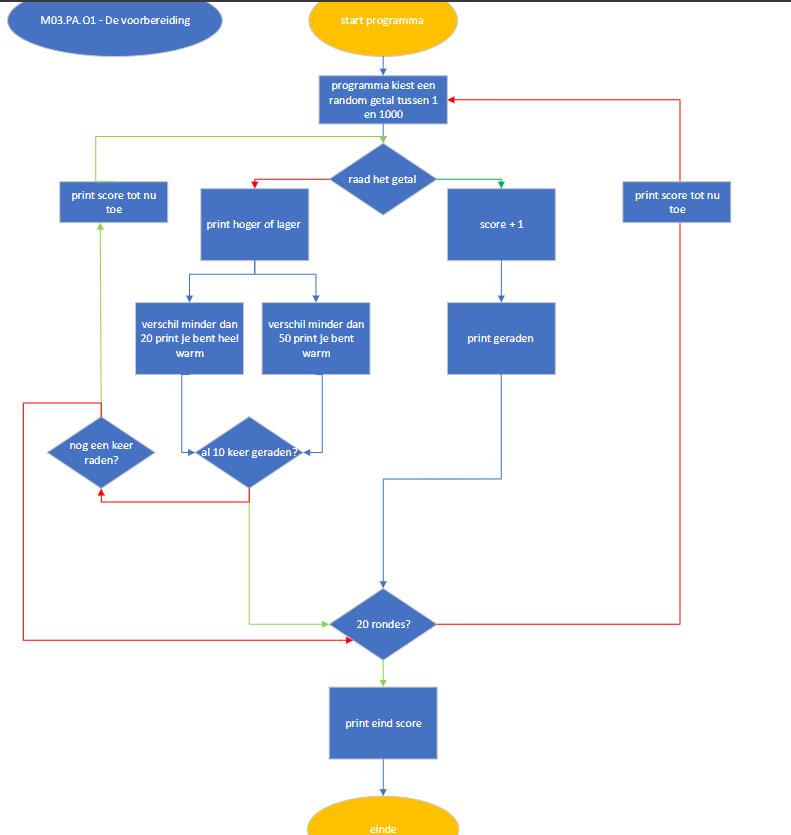 M03.PA.O1 - De voorbereiding
start programma
programma kiest een
random getal tussen 1
en 1000
raad het getal
print score tot nu
toe
print hoger of lager
score + 1
print score tot nu
toe
verschil minder dan
20 print je bent heel
warm
verschil minder dan
50 print je bent
warm
print geraden
nog een keer
raden?
al 10 keer geraden?
20 rondes?
print eind score
einde